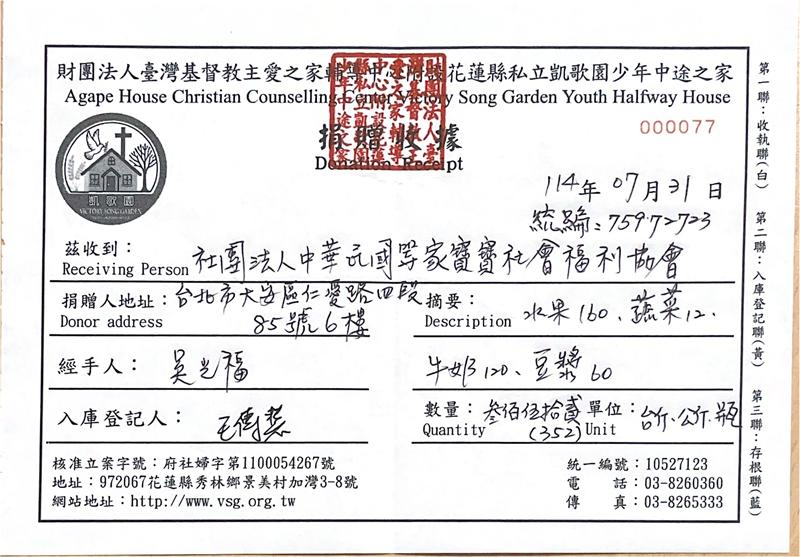 財團法人臺灣基督教主愛之家輔導中心附設花蓮縣私立凱歌園少年中途之家
Agape House Christian Counselling Center Victory Song Garden Youth Halfway House
捐贈收據
Donation Receipt
000077
凱歌園
VICTORY SONG GARDEN
114年07月31日
統編:75972723
茲收到:
Receiving Person 社團法人中華民國等家寶寶社會福利協會
捐贈人地址:台北市大安區仁愛路四段
Donor address 85號6樓
摘要: 水果160、蔬菜12、
Description
經手人:吳光福
牛奶120、豆漿60
入庫登記人:
數量:叁佰伍拾貳 單位:台斤、公斤、瓶
Quantity (352) Unit
核准立案字號:府社婦字第1100054267號
地址:972067花蓮縣秀林鄉景美村加灣3-8號
網站地址:http://www.vsg.org.tw
統一編號:10527123
電話:03-8260360
傳真:03-8265333
第一聯:收執聯(白)
第二聯:入庫登記聯(黃)
第三聯:存根聯(藍)